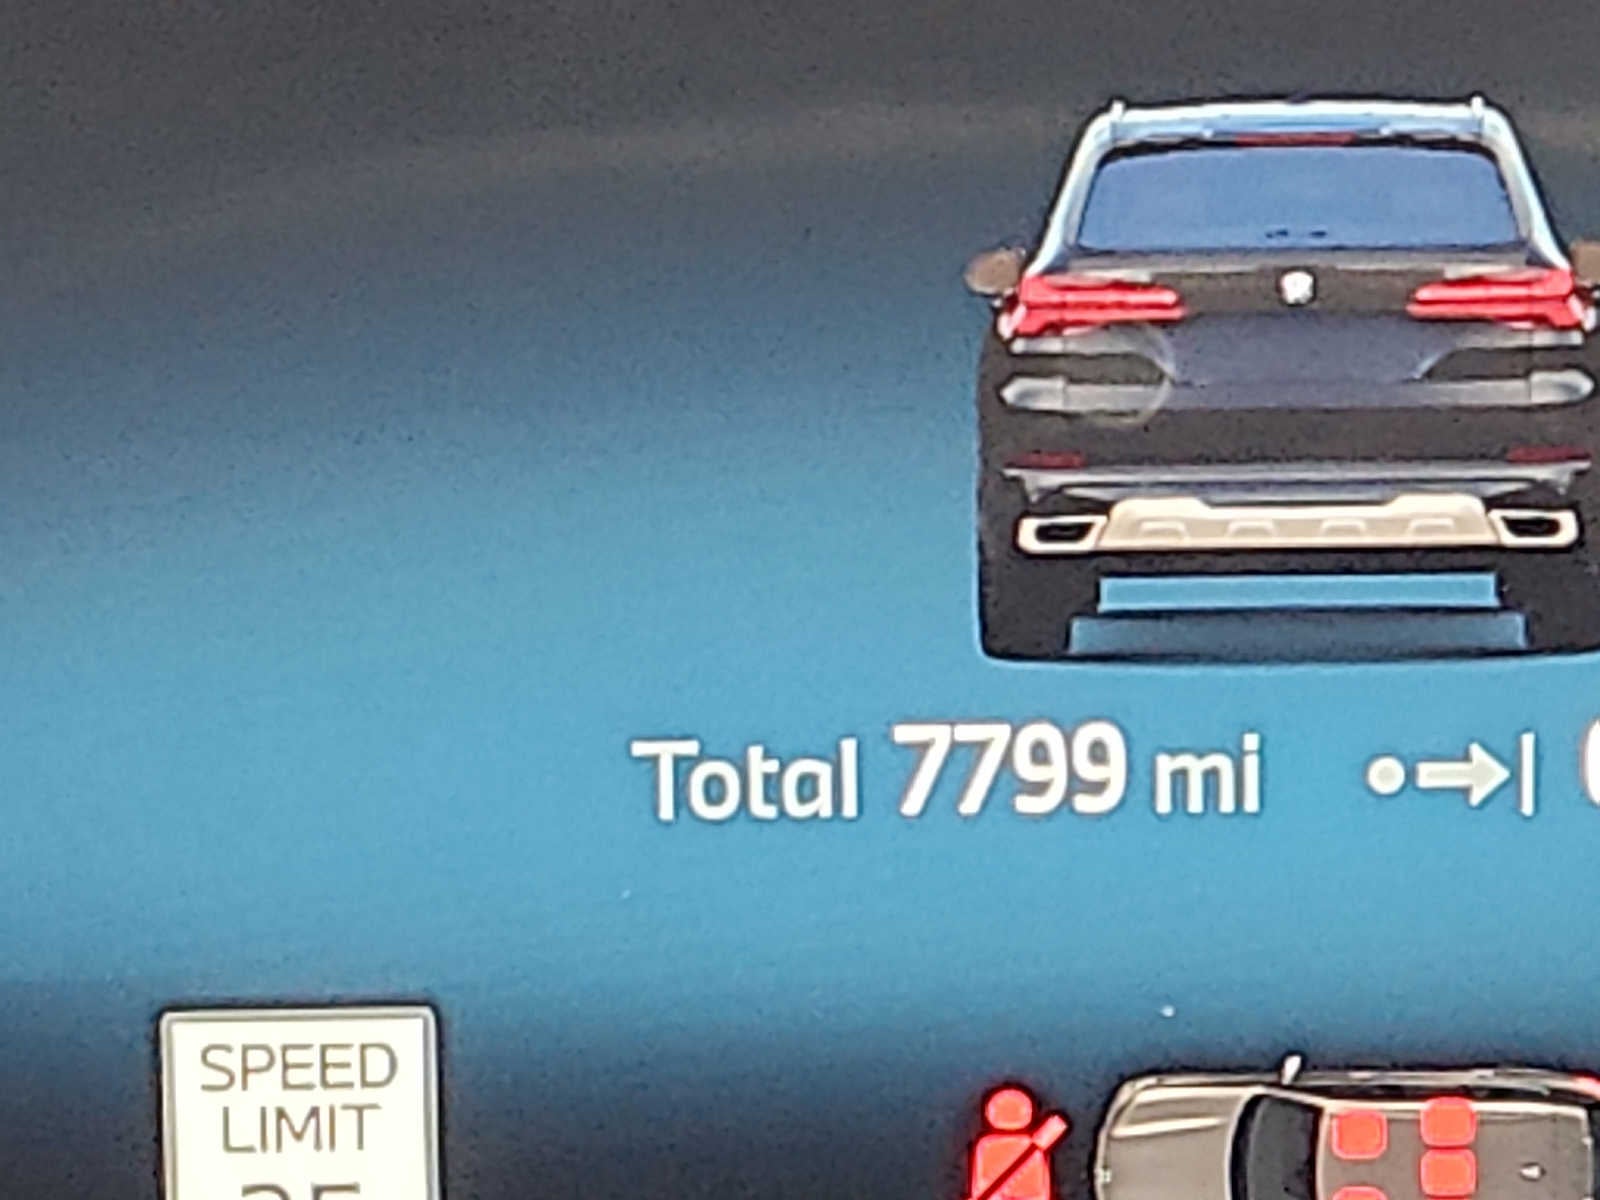 Total 7799 mi
SPEED
LIMIT